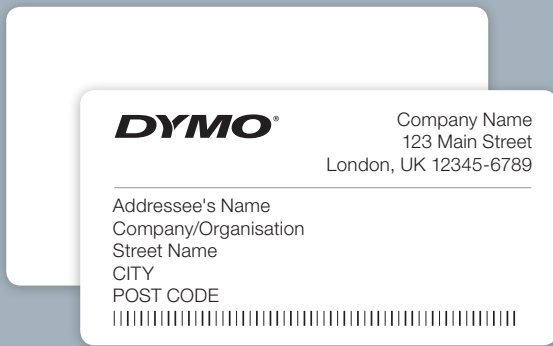 DYMO®
Company Name
123 Main Street
London, UK 12345-6789
Addressee's Name
Company/Organisation
Street Name
CITY
POST CODE